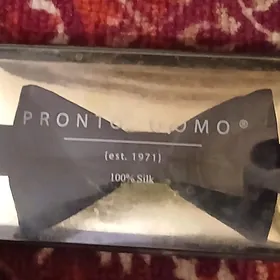 PRONTO UOMO®
(est. 1971)
100% Silk